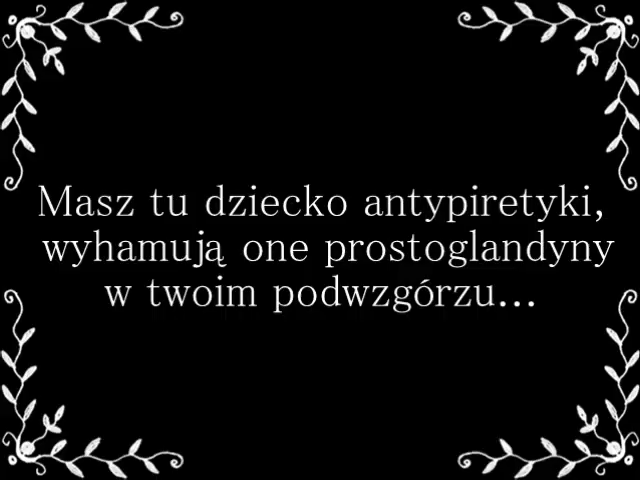 Masz tu dziecko antypiretyki,
wyhamują one prostoglandyny
w twoim podwzgórzu...